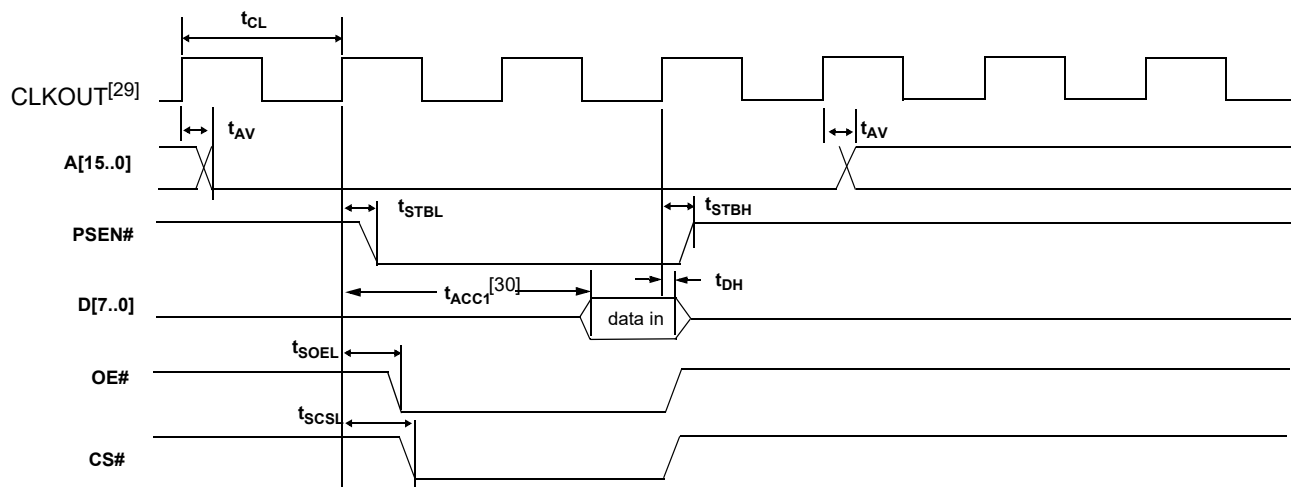 tCL
CLKOUT[29]
tAV
tAV
A[15..0]
tSTBL
tSTBH
PSEN#
tACC1[30]
tDH
D[7..0]
data in
tSOEL
OE#
tSCSL
CS#